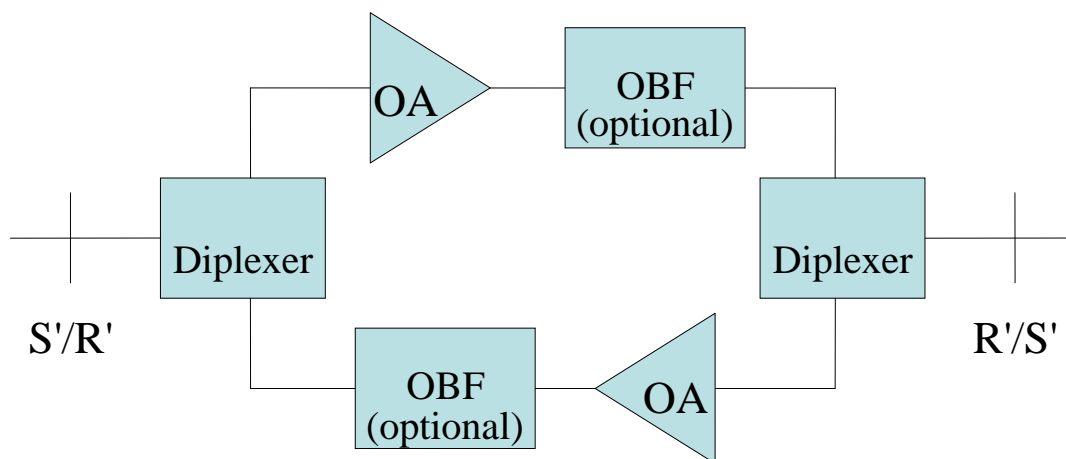 OA
OBF
(optional)
Diplexer
Diplexer
S'/R'
R'/S'
OBF
(optional)
OA